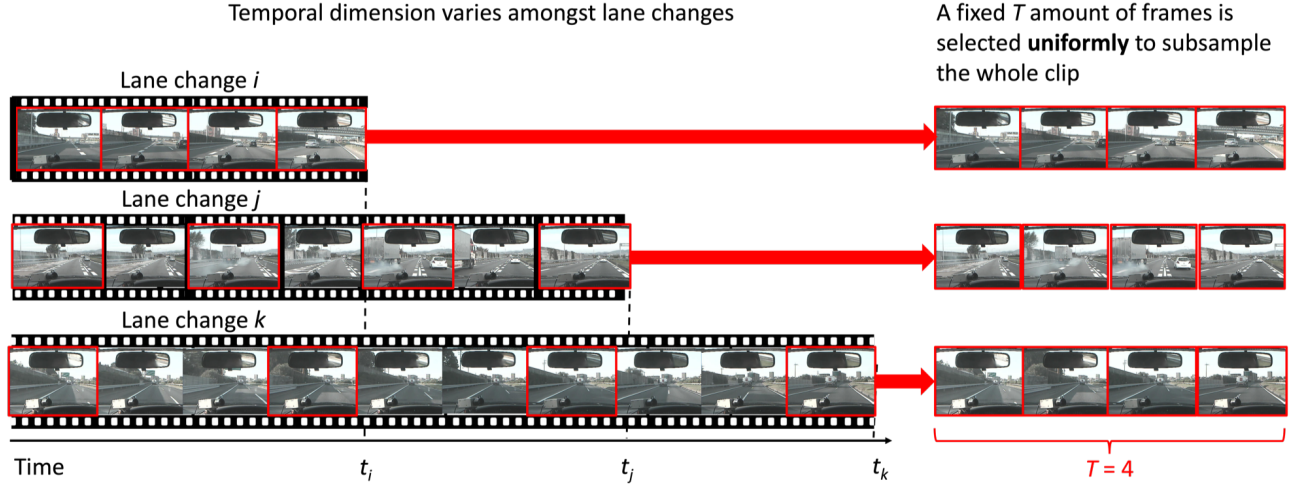 Temporal dimension varies amongst lane changes
A fixed T amount of frames is
selected uniformly to subsample
the whole clip
Lane change i
Lane change j
Lane change k
Time
tᵢ
tⱼ
tₖ
T = 4